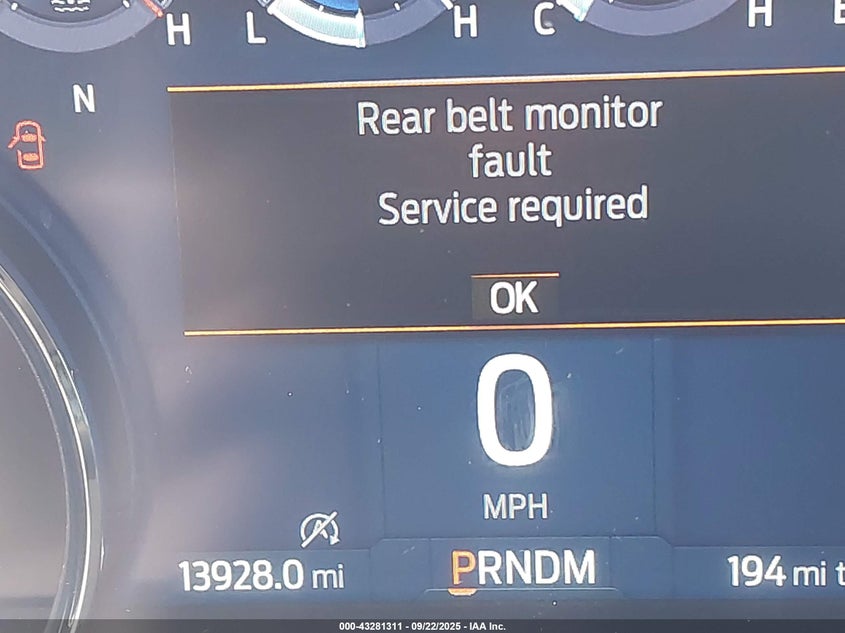 H L H C H E
N
Rear belt monitor
fault
Service required
OK
0
MPH
13928.0 mi PRNDM 194 mi t
000-43281311 - 09/22/2025 - IAA Inc.